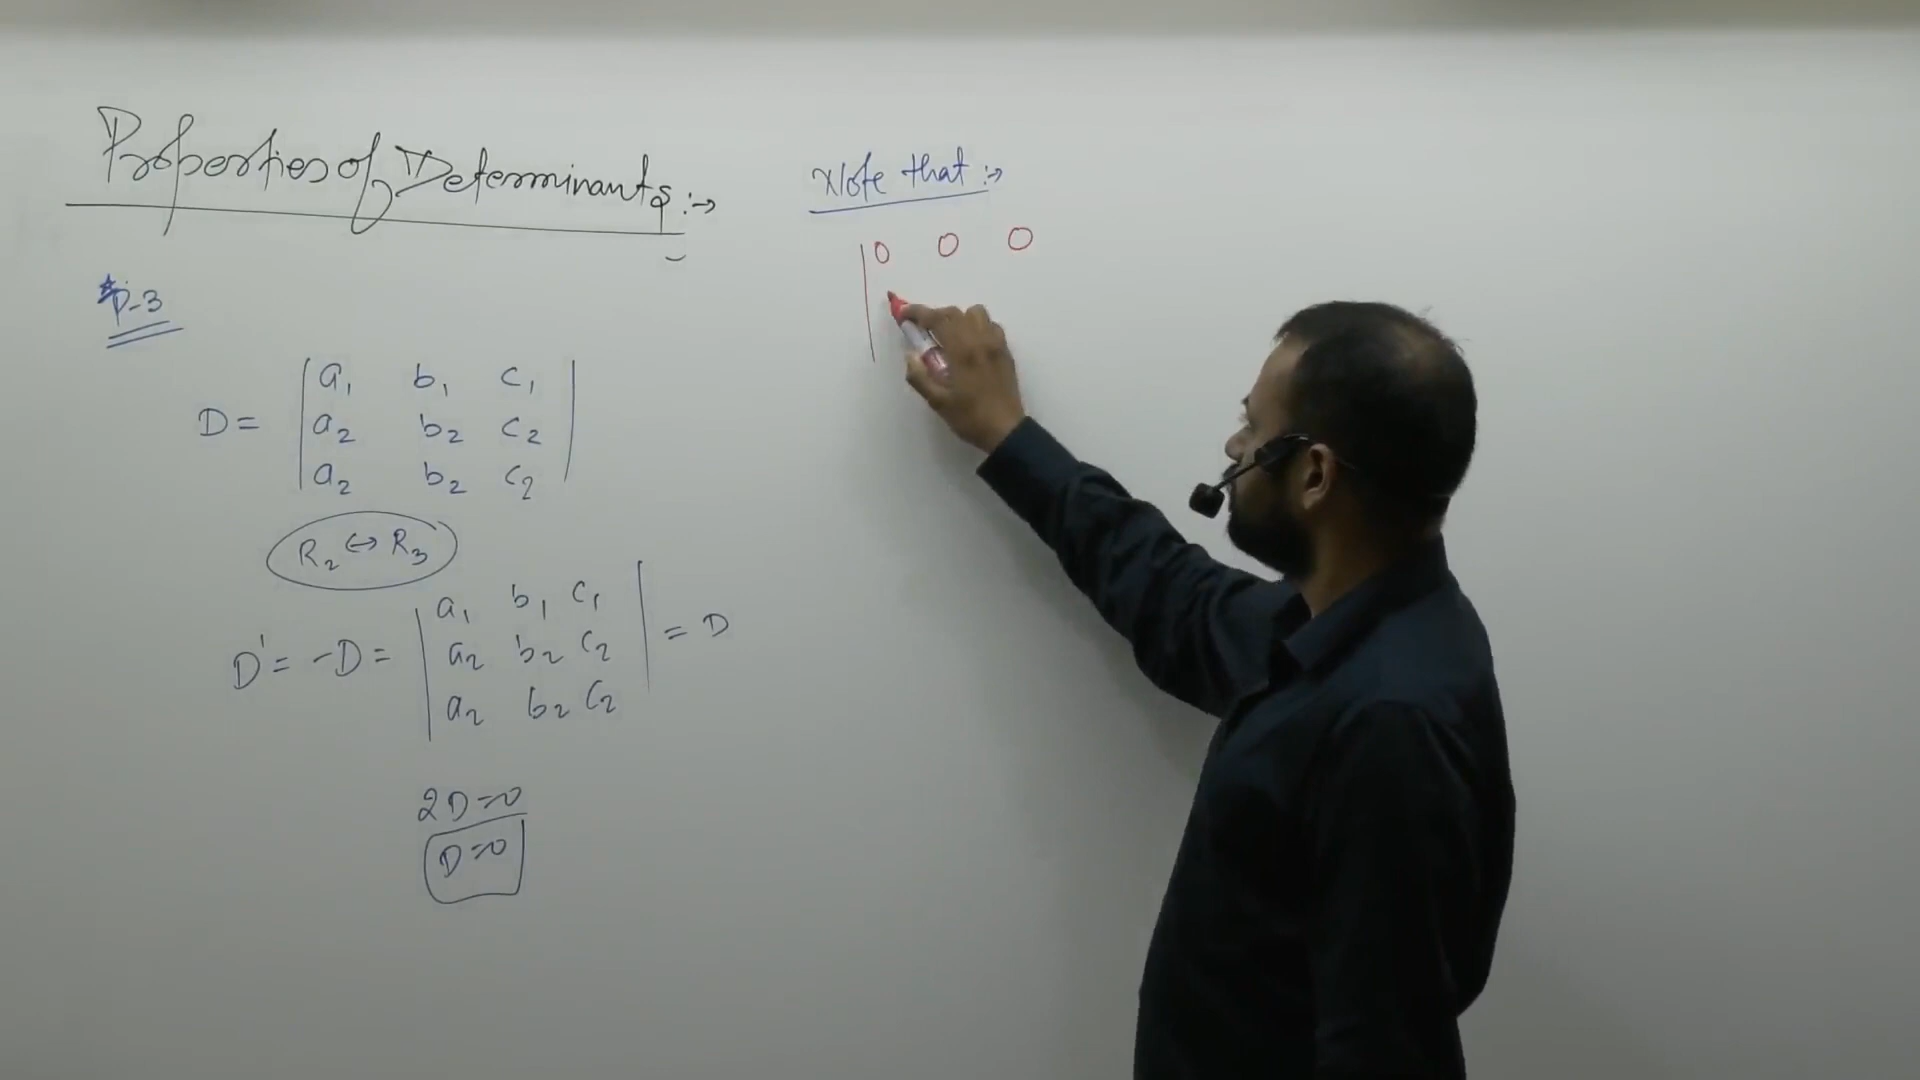 Properties of Determinants :→
*P-3
D = | a₁ b₁ c₁ |
| a₂ b₂ c₂ |
| a₂ b₂ c₂ |
R₂ ↔ R₃
D' = -D = | a₁ b₁ c₁ | = D
| a₂ b₂ c₂ |
| a₂ b₂ c₂ |
2D=0
D=0
Note that :→
| 0 0 0